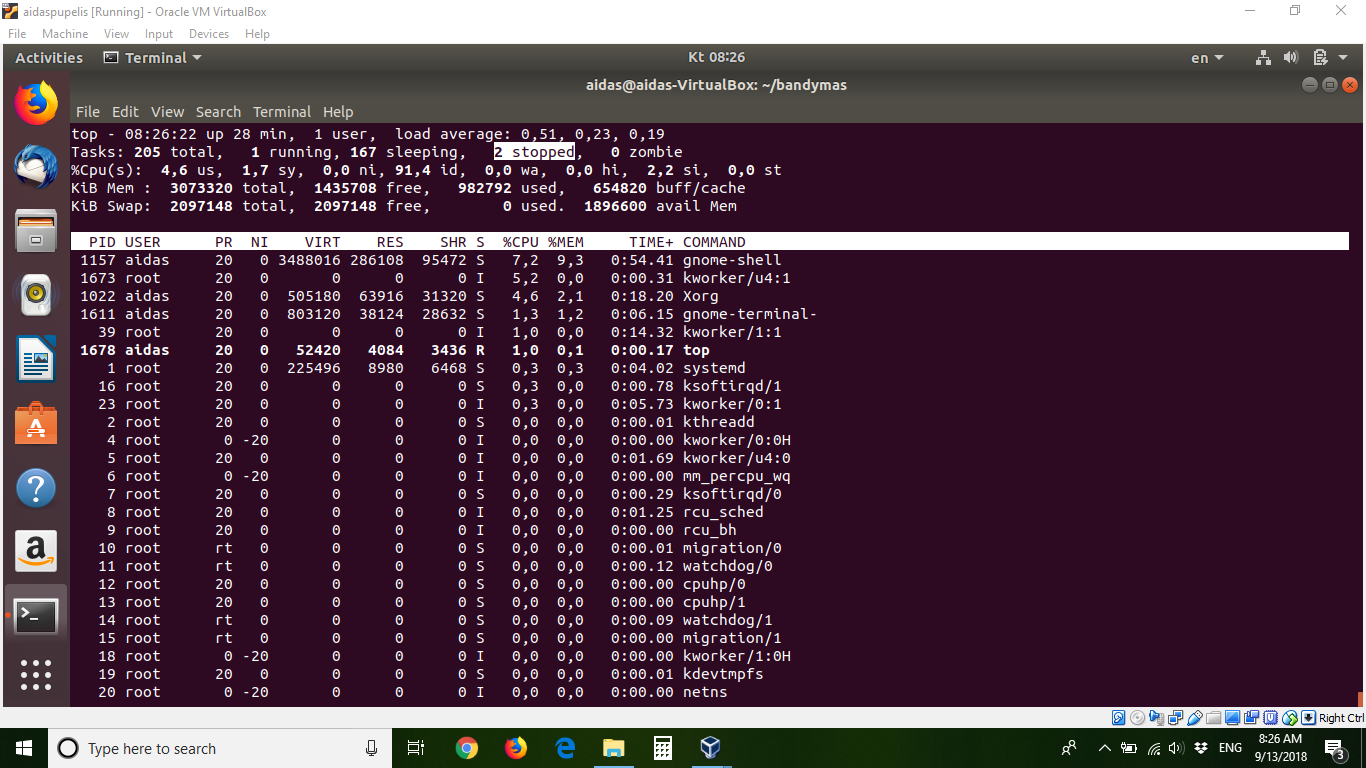 aidaspupelis [Running] - Oracle VM VirtualBox
File Machine View Input Devices Help
Activities Terminal Kt 08:26 en
aidas@aidas-VirtualBox: ~/bandymas
File Edit View Search Terminal Help
top - 08:26:22 up 28 min, 1 user, load average: 0,51, 0,23, 0,19
Tasks: 205 total, 1 running, 167 sleeping, 2 stopped, 0 zombie
%Cpu(s): 4,6 us, 1,7 sy, 0,0 ni, 91,4 id, 0,0 wa, 0,0 hi, 2,2 si, 0,0 st
KiB Mem : 3073320 total, 1435708 free, 982792 used, 654820 buff/cache
KiB Swap: 2097148 total, 2097148 free, 0 used. 1896600 avail Mem
PID USER PR NI VIRT RES SHR S %CPU %MEM TIME+ COMMAND
1157 aidas 20 0 3488016 286108 95472 S 7,2 9,3 0:54.41 gnome-shell
1673 root 20 0 0 0 0 I 5,2 0,0 0:00.31 kworker/u4:1
1022 aidas 20 0 505180 63916 31320 S 4,6 2,1 0:18.20 Xorg
1611 aidas 20 0 803120 38124 28632 S 1,3 1,2 0:06.15 gnome-terminal-
39 root 20 0 0 0 0 I 1,0 0,0 0:14.32 kworker/1:1
1678 aidas 20 0 52420 4084 3436 R 1,0 0,1 0:00.17 top
1 root 20 0 225496 8980 6468 S 0,3 0,3 0:04.02 systemd
16 root 20 0 0 0 0 S 0,3 0,0 0:00.78 ksoftirqd/1
23 root 20 0 0 0 0 I 0,3 0,0 0:05.73 kworker/0:1
2 root 20 0 0 0 0 S 0,0 0,0 0:00.01 kthreadd
4 root 0 -20 0 0 0 I 0,0 0,0 0:00.00 kworker/0:0H
5 root 20 0 0 0 0 I 0,0 0,0 0:01.69 kworker/u4:0
6 root 0 -20 0 0 0 I 0,0 0,0 0:00.00 mm_percpu_wq
7 root 20 0 0 0 0 S 0,0 0,0 0:00.29 ksoftirqd/0
8 root 20 0 0 0 0 I 0,0 0,0 0:01.25 rcu_sched
9 root 20 0 0 0 0 I 0,0 0,0 0:00.00 rcu_bh
10 root rt 0 0 0 0 S 0,0 0,0 0:00.01 migration/0
11 root rt 0 0 0 0 S 0,0 0,0 0:00.12 watchdog/0
12 root 20 0 0 0 0 S 0,0 0,0 0:00.00 cpuhp/0
13 root 20 0 0 0 0 S 0,0 0,0 0:00.00 cpuhp/1
14 root rt 0 0 0 0 S 0,0 0,0 0:00.09 watchdog/1
15 root rt 0 0 0 0 S 0,0 0,0 0:00.00 migration/1
18 root 0 -20 0 0 0 I 0,0 0,0 0:00.00 kworker/1:0H
19 root 20 0 0 0 0 S 0,0 0,0 0:00.01 kdevtmpfs
20 root 0 -20 0 0 0 I 0,0 0,0 0:00.00 netns
Right Ctrl
Type here to search
ENG
8:26 AM
9/13/2018
3